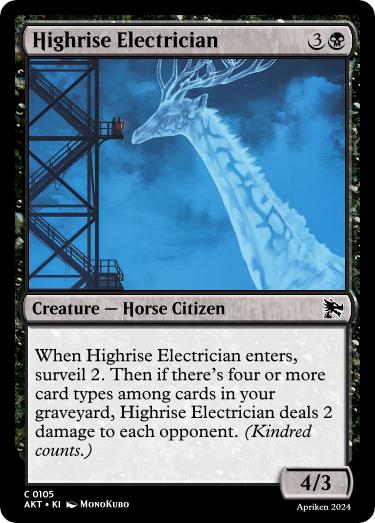 Highrise Electrician 3
Creature — Horse Citizen
When Highrise Electrician enters,
surveil 2. Then if there's four or more
card types among cards in your
graveyard, Highrise Electrician deals 2
damage to each opponent. (Kindred
counts.)
4/3
C 0105
AKT • KI MonoKubo
Apriken 2024